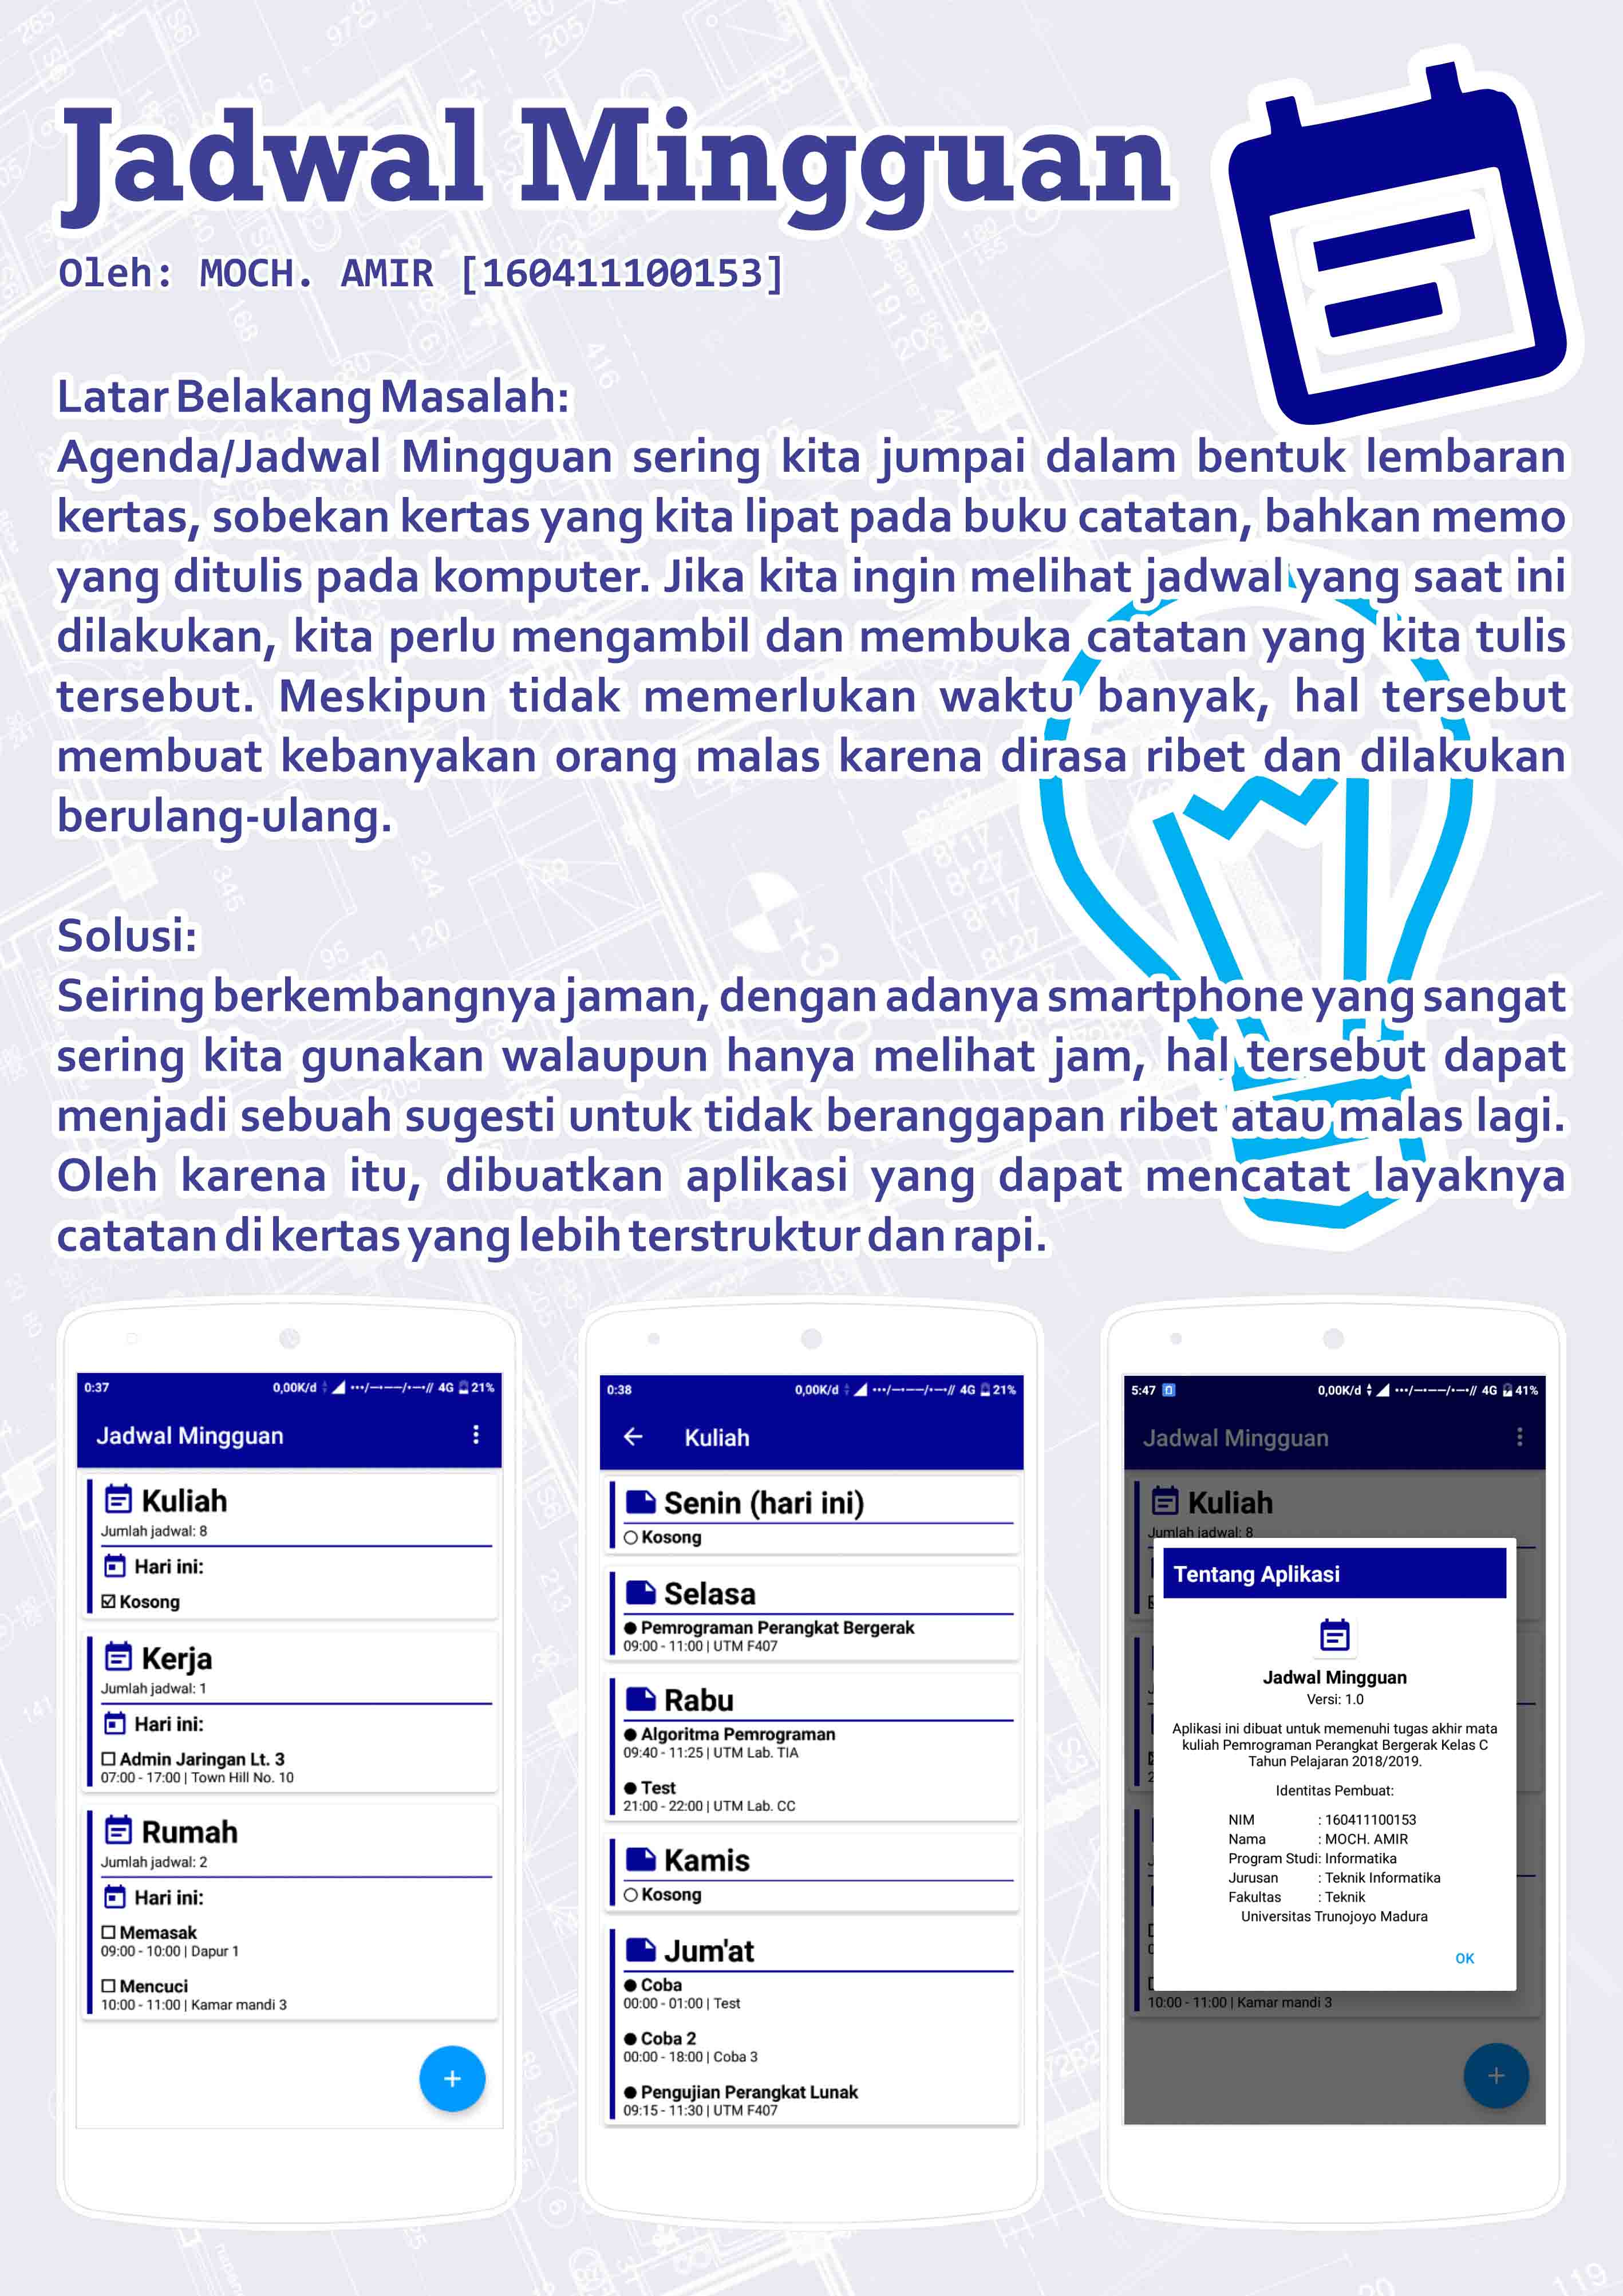 Jadwal Mingguan
Oleh: MOCH. AMIR [160411100153]
Latar Belakang Masalah:
Agenda/Jadwal Mingguan sering kita jumpai dalam bentuk lembaran
kertas, sobekan kertas yang kita lipat pada buku catatan, bahkan memo
yang ditulis pada komputer. Jika kita ingin melihat jadwal yang saat ini
dilakukan, kita perlu mengambil dan membuka catatan yang kita tulis
tersebut. Meskipun tidak memerlukan waktu banyak, hal tersebut
membuat kebanyakan orang malas karena dirasa ribet dan dilakukan
berulang-ulang.
Solusi:
Seiring berkembangnya jaman, dengan adanya smartphone yang sangat
sering kita gunakan walaupun hanya melihat jam, hal tersebut dapat
menjadi sebuah sugesti untuk tidak beranggapan ribet atau malas lagi.
Oleh karena itu, dibuatkan aplikasi yang dapat mencatat layaknya
catatan di kertas yang lebih terstruktur dan rapi.
0:37 0,00K/d •••/—•——/•—•// 4G 21%
Jadwal Mingguan
Kuliah
Jumlah jadwal: 8
Hari ini:
Kosong
Kerja
Jumlah jadwal: 1
Hari ini:
Admin Jaringan Lt. 3
07:00 - 17:00 | Town Hill No. 10
Rumah
Jumlah jadwal: 2
Hari ini:
Memasak
09:00 - 10:00 | Dapur 1
Mencuci
10:00 - 11:00 | Kamar mandi 3
+
0:38 0,00K/d •••/—•——/•—•// 4G 21%
Kuliah
Senin (hari ini)
Kosong
Selasa
Pemrograman Perangkat Bergerak
09:00 - 11:00 | UTM F407
Rabu
Algoritma Pemrograman
09:40 - 11:25 | UTM Lab. TIA
Test
21:00 - 22:00 | UTM Lab. CC
Kamis
Kosong
Jum'at
Coba
00:00 - 01:00 | Test
Coba 2
00:00 - 18:00 | Coba 3
Pengujian Perangkat Lunak
09:15 - 11:30 | UTM F407
5:47 0,00K/d •••/—•——/•—•// 4G 41%
Jadwal Mingguan
Kuliah
Jumlah jadwal: 8
Tentang Aplikasi
Jadwal Mingguan
Versi: 1.0
Aplikasi ini dibuat untuk memenuhi tugas akhir mata
kuliah Pemrograman Perangkat Bergerak Kelas C
Tahun Pelajaran 2018/2019.
Identitas Pembuat:
NIM : 160411100153
Nama : MOCH. AMIR
Program Studi: Informatika
Jurusan : Teknik Informatika
Fakultas : Teknik
Universitas Trunojoyo Madura
OK
10:00 - 11:00 | Kamar mandi 3
+